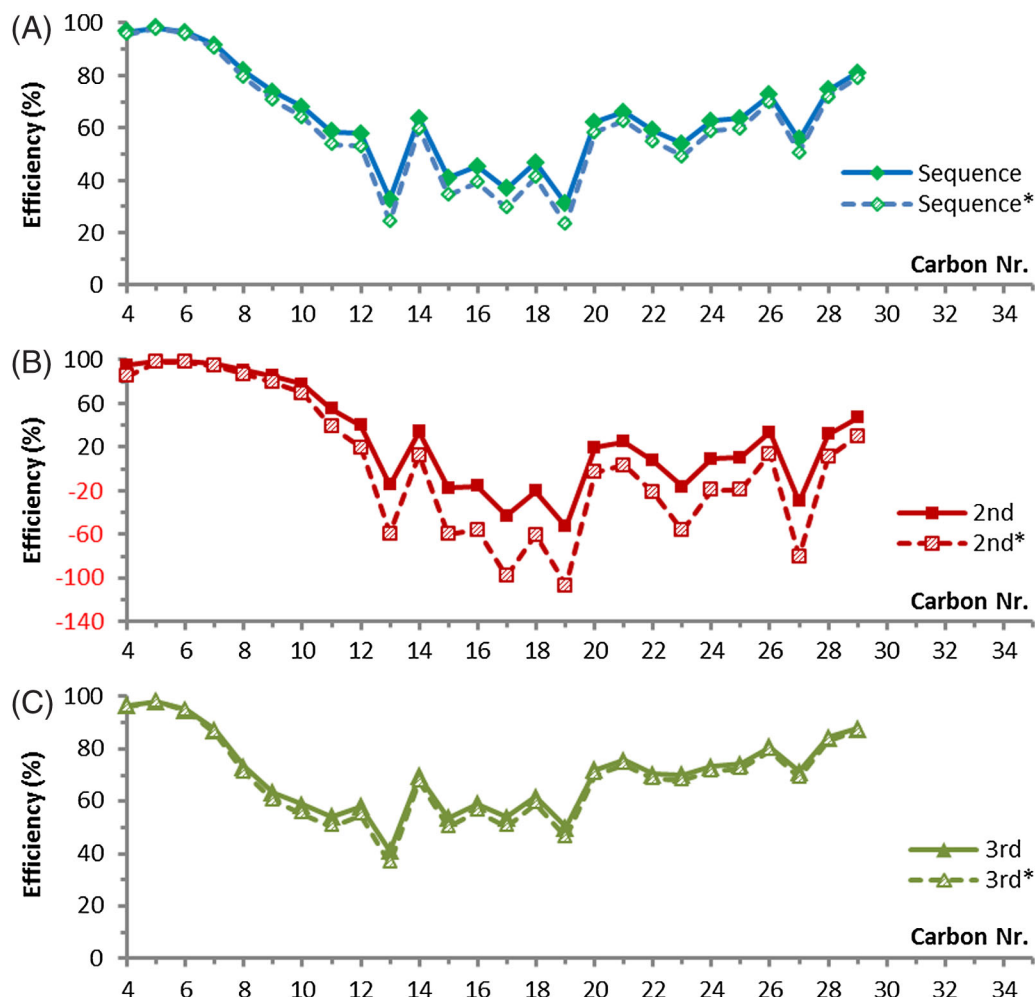 (A)
Efficiency (%)
100
80
60
40
20
0
Sequence
Sequence*
Carbon Nr.
4 6 8 10 12 14 16 18 20 22 24 26 28 30 32 34
(B)
Efficiency (%)
100
60
20
-20
-60
-100
-140
2nd
2nd*
Carbon Nr.
4 6 8 10 12 14 16 18 20 22 24 26 28 30 32 34
(C)
Efficiency (%)
100
80
60
40
20
0
3rd
3rd*
Carbon Nr.
4 6 8 10 12 14 16 18 20 22 24 26 28 30 32 34